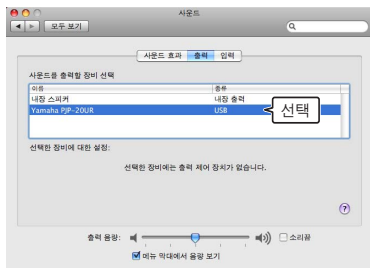 사운드
모두 보기
사운드 효과 출력 입력
사운드를 출력할 장비 선택
이름 종류
내장 스피커 내장 출력
Yamaha PJP-20UR USB
선택
선택한 장비에 대한 설정:
선택한 장비에는 출력 제어 장치가 없습니다.
?
출력 음량: 소리끔
메뉴 막대에서 음량 보기